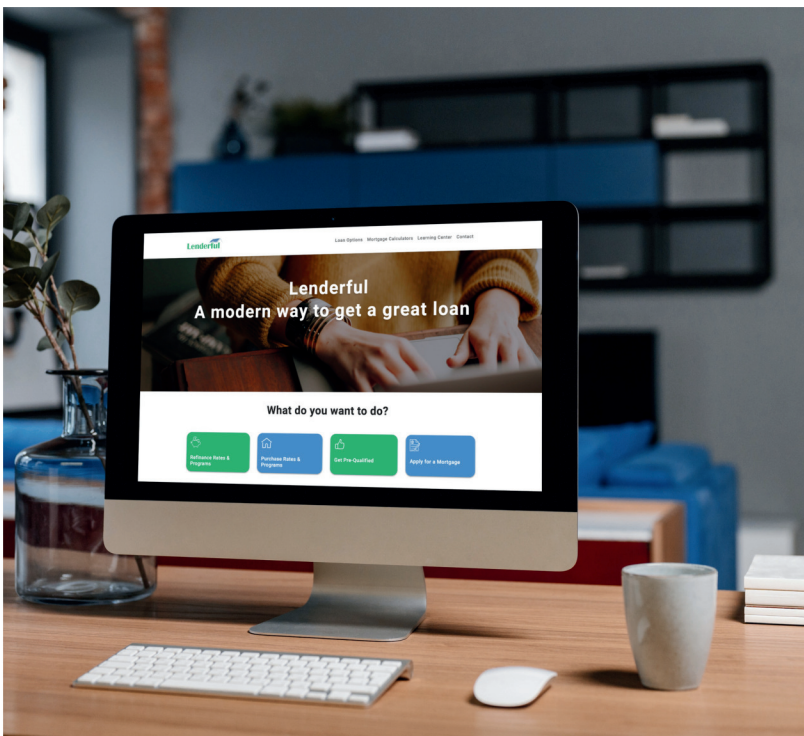 Lenderful
Loan Options Mortgage Calculators Learning Center Contact
Lenderful
A modern way to get a great loan
What do you want to do?
Refinance Rates &
Programs
Purchase Rates &
Programs
Get Pre-Qualified
Apply for a Mortgage